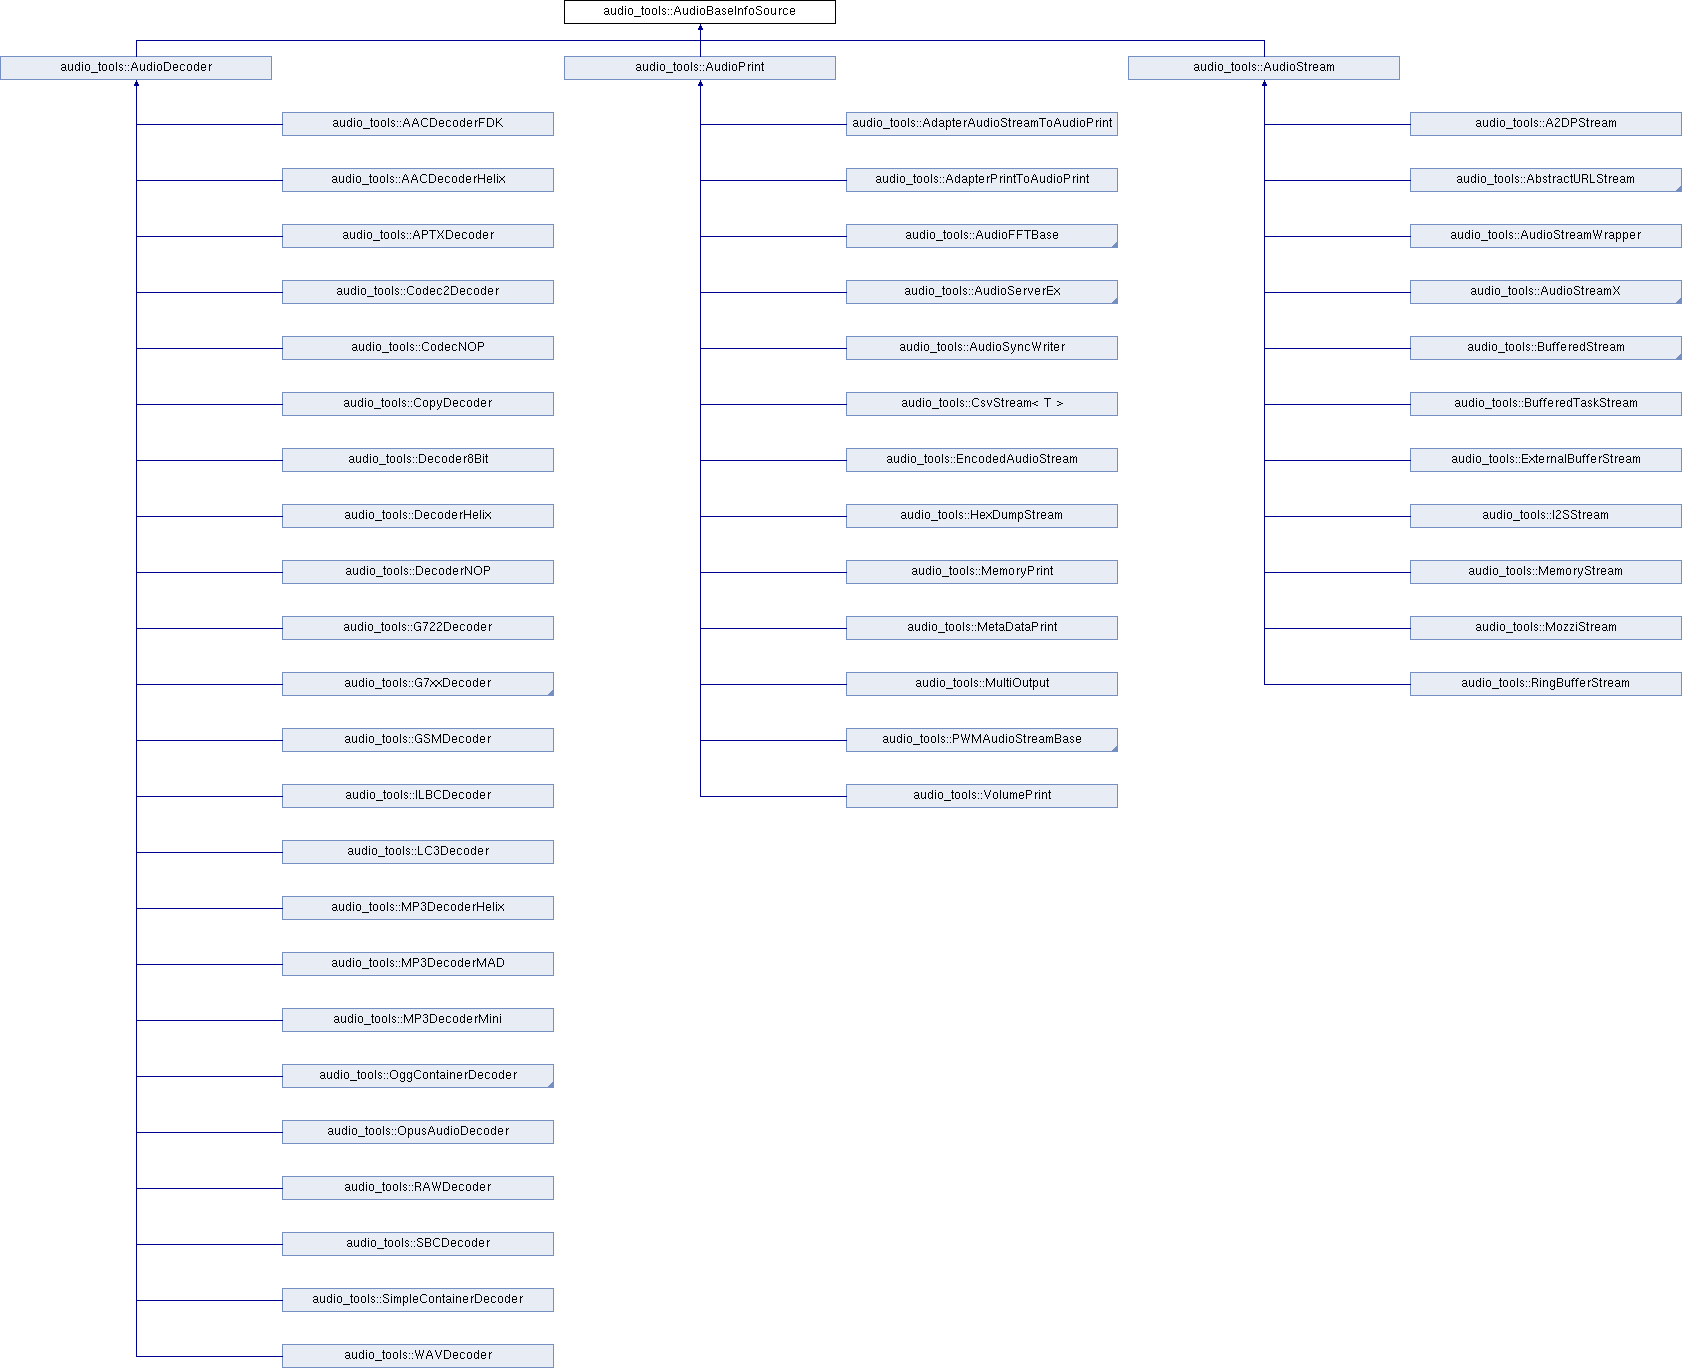 audio_tools::AudioBaseInfoSource
audio_tools::AudioDecoder
audio_tools::AudioPrint
audio_tools::AudioStream
audio_tools::AACDecoderFDK
audio_tools::AdapterAudioStreamToAudioPrint
audio_tools::A2DPStream
audio_tools::AACDecoderHelix
audio_tools::AdapterPrintToAudioPrint
audio_tools::AbstractURLStream
audio_tools::APTXDecoder
audio_tools::AudioFFTBase
audio_tools::AudioStreamWrapper
audio_tools::Codec2Decoder
audio_tools::AudioServerEx
audio_tools::AudioStreamX
audio_tools::CodecNOP
audio_tools::AudioSyncWriter
audio_tools::BufferedStream
audio_tools::CopyDecoder
audio_tools::CsvStream< T >
audio_tools::BufferedTaskStream
audio_tools::Decoder8Bit
audio_tools::EncodedAudioStream
audio_tools::ExternalBufferStream
audio_tools::DecoderHelix
audio_tools::HexDumpStream
audio_tools::I2SStream
audio_tools::DecoderNOP
audio_tools::MemoryPrint
audio_tools::MemoryStream
audio_tools::G722Decoder
audio_tools::MetaDataPrint
audio_tools::MozziStream
audio_tools::G7xxDecoder
audio_tools::MultiOutput
audio_tools::RingBufferStream
audio_tools::GSMDecoder
audio_tools::PWMAudioStreamBase
audio_tools::ILBCDecoder
audio_tools::VolumePrint
audio_tools::LC3Decoder
audio_tools::MP3DecoderHelix
audio_tools::MP3DecoderMAD
audio_tools::MP3DecoderMini
audio_tools::OggContainerDecoder
audio_tools::OpusAudioDecoder
audio_tools::RAWDecoder
audio_tools::SBCDecoder
audio_tools::SimpleContainerDecoder
audio_tools::WAVDecoder